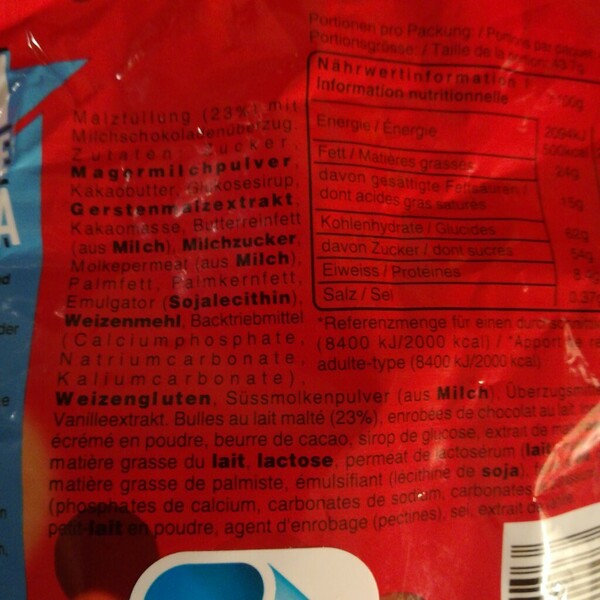 Portionen pro Packung: / Portions par paquet:
Portionsgrösse: / Taille de la portion: 43.7g
Nährwertinformation /
Information nutritionnelle 100g
Energie / Énergie 2094kJ
500kcal
Fett / Matières grasses 24g
davon gesättigte Fettsäuren /
dont acides gras saturés 15g
Kohlenhydrate / Glucides 62g
davon Zucker / dont sucres 54g
Eiweiss / Protéines
Salz / Sel 0.37g
*Referenzmenge für einen
(8400 kJ/2000 kcal) / *Apport
adulte-type (8400 kJ/2000 kcal)
Malzfüllung (23%) mit
Milchschokoladenüberzug.
Zutaten: Zucker,
Magermilchpulver,
Kakaobutter, Glukosesirup,
Gerstenmalzextrakt,
Kakaomasse, Butterreinfett
(aus Milch), Milchzucker,
Molkepermeat (aus Milch),
Palmfett, Palmkernfett,
Emulgator (Sojalecithin),
Weizenmehl, Backtriebmittel
(Calciumphosphate,
Natriumcarbonate,
Kaliumcarbonate),
Weizengluten, Süssmolkenpulver (aus Milch),
Vanilleextrakt. Bulles au lait malté (23%), enrobées de chocolat au lait.
écrémé en poudre, beurre de cacao, sirop de glucose, extrait de
matière grasse du lait, lactose, perméat de lactosérum (lait
matière grasse de palmiste, émulsifiant (lécithine de soja),
(phosphates de calcium, carbonates de sodium, carbonates
petit-lait en poudre, agent d'enrobage (pectines), sel, extrait de